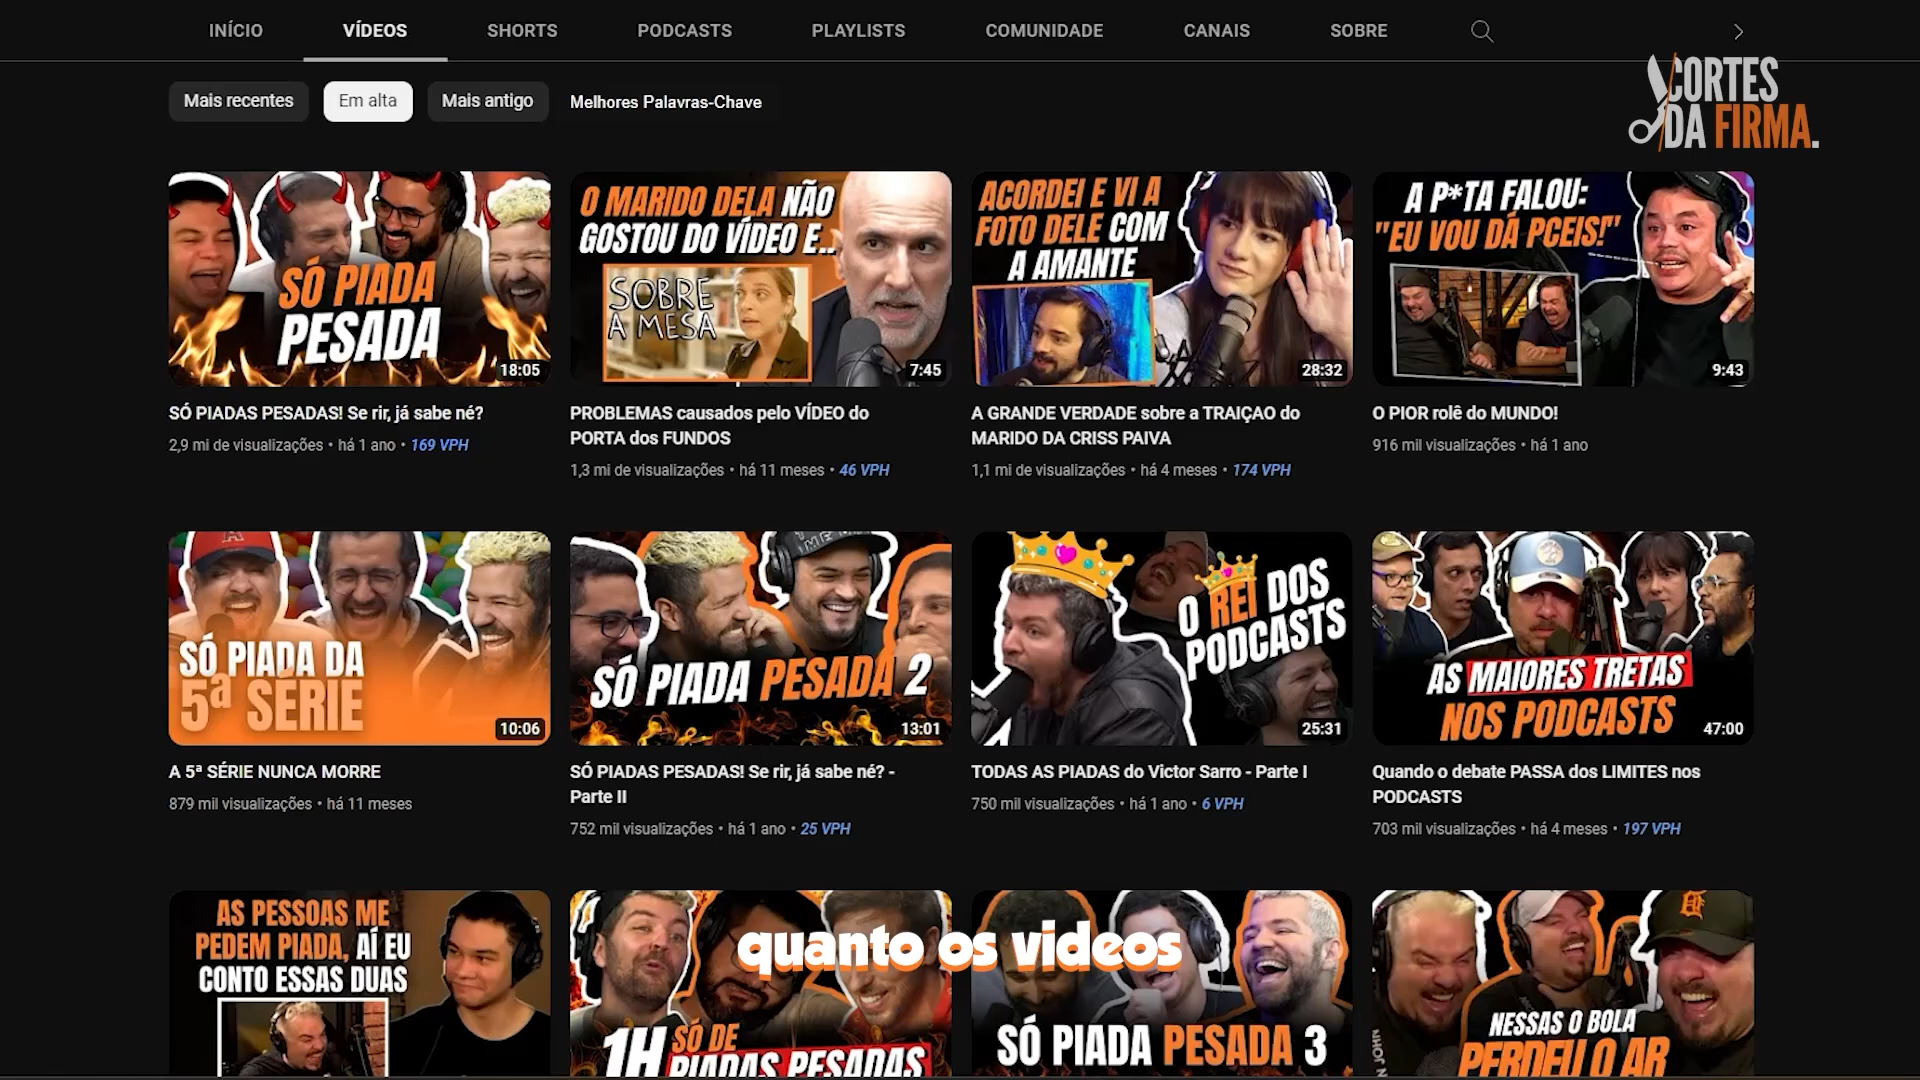 INÍCIO
VÍDEOS
SHORTS
PODCASTS
PLAYLISTS
COMUNIDADE
CANAIS
SOBRE
CORTES
DA FIRMA.
Mais recentes
Em alta
Mais antigo
Melhores Palavras-Chave
SÓ PIADA
PESADA
18:05
O MARIDO DELA NÃO
GOSTOU DO VÍDEO E...
SOBRE
A MESA
7:45
ACORDEI E VI A
FOTO DELE COM
A AMANTE
28:32
A P*TA FALOU:
"EU VOU DÁ PCEIS!"
9:43
SÓ PIADAS PESADAS! Se rir, já sabe né?
2,9 mi de visualizações • há 1 ano • 169 VPH
PROBLEMAS causados pelo VÍDEO do
PORTA dos FUNDOS
1,3 mi de visualizações • há 11 meses • 46 VPH
A GRANDE VERDADE sobre a TRAIÇAO do
MARIDO DA CRISS PAIVA
1,1 mi de visualizações • há 4 meses • 174 VPH
O PIOR rolê do MUNDO!
916 mil visualizações • há 1 ano
SÓ PIADA DA
5ª SÉRIE
10:06
SÓ PIADA PESADA 2
13:01
O REI DOS
PODCASTS
25:31
AS MAIORES TRETAS
NOS PODCASTS
47:00
A 5ª SÉRIE NUNCA MORRE
879 mil visualizações • há 11 meses
SÓ PIADAS PESADAS! Se rir, já sabe né? -
Parte II
752 mil visualizações • há 1 ano • 25 VPH
TODAS AS PIADAS do Victor Sarro - Parte I
750 mil visualizações • há 1 ano • 6 VPH
Quando o debate PASSA dos LIMITES nos
PODCASTS
703 mil visualizações • há 4 meses • 197 VPH
AS PESSOAS ME
PEDEM PIADA, AÍ EU
CONTO ESSAS DUAS
quanto os videos
1H SÓ DE
PIADAS PESADAS
SÓ PIADA PESADA 3
NESSAS O BOLA
PERDEU O AR